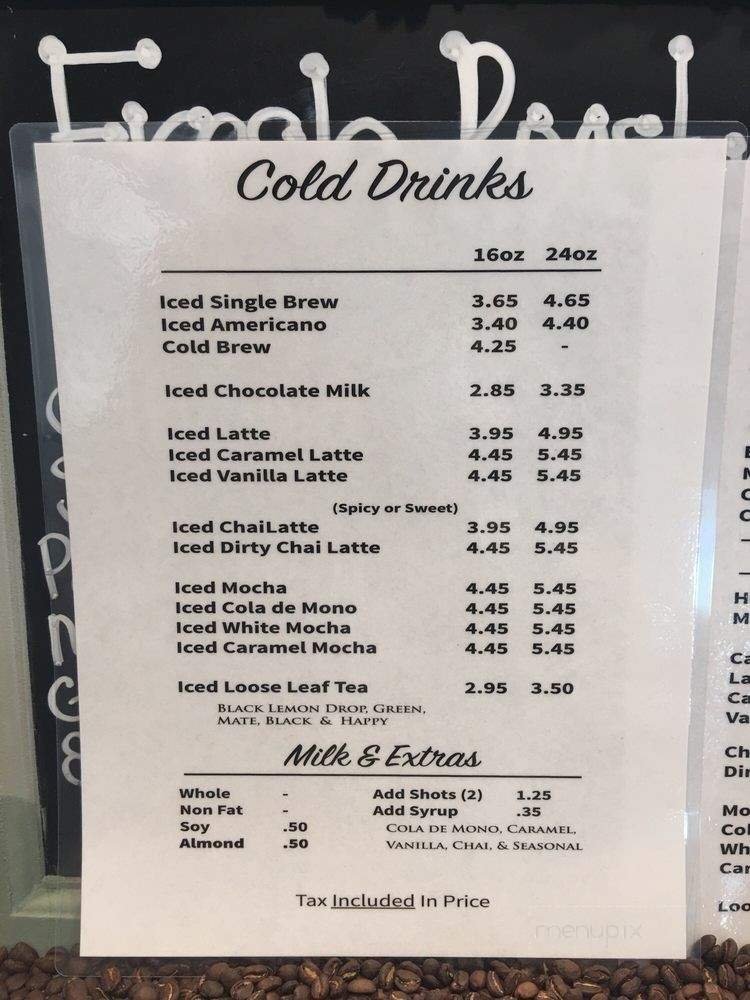 Cold Drinks
16oz 24oz
Iced Single Brew 3.65 4.65
Iced Americano 3.40 4.40
Cold Brew 4.25 -
Iced Chocolate Milk 2.85 3.35
Iced Latte 3.95 4.95
Iced Caramel Latte 4.45 5.45
Iced Vanilla Latte 4.45 5.45
(Spicy or Sweet)
Iced ChaiLatte 3.95 4.95
Iced Dirty Chai Latte 4.45 5.45
Iced Mocha 4.45 5.45
Iced Cola de Mono 4.45 5.45
Iced White Mocha 4.45 5.45
Iced Caramel Mocha 4.45 5.45
Iced Loose Leaf Tea 2.95 3.50
BLACK LEMON DROP, GREEN,
MATE, BLACK & HAPPY
Milk & Extras
Whole - Add Shots (2) 1.25
Non Fat - Add Syrup .35
Soy .50 COLA DE MONO, CARAMEL,
Almond .50 VANILLA, CHAI, & SEASONAL
Tax Included In Price
menupix